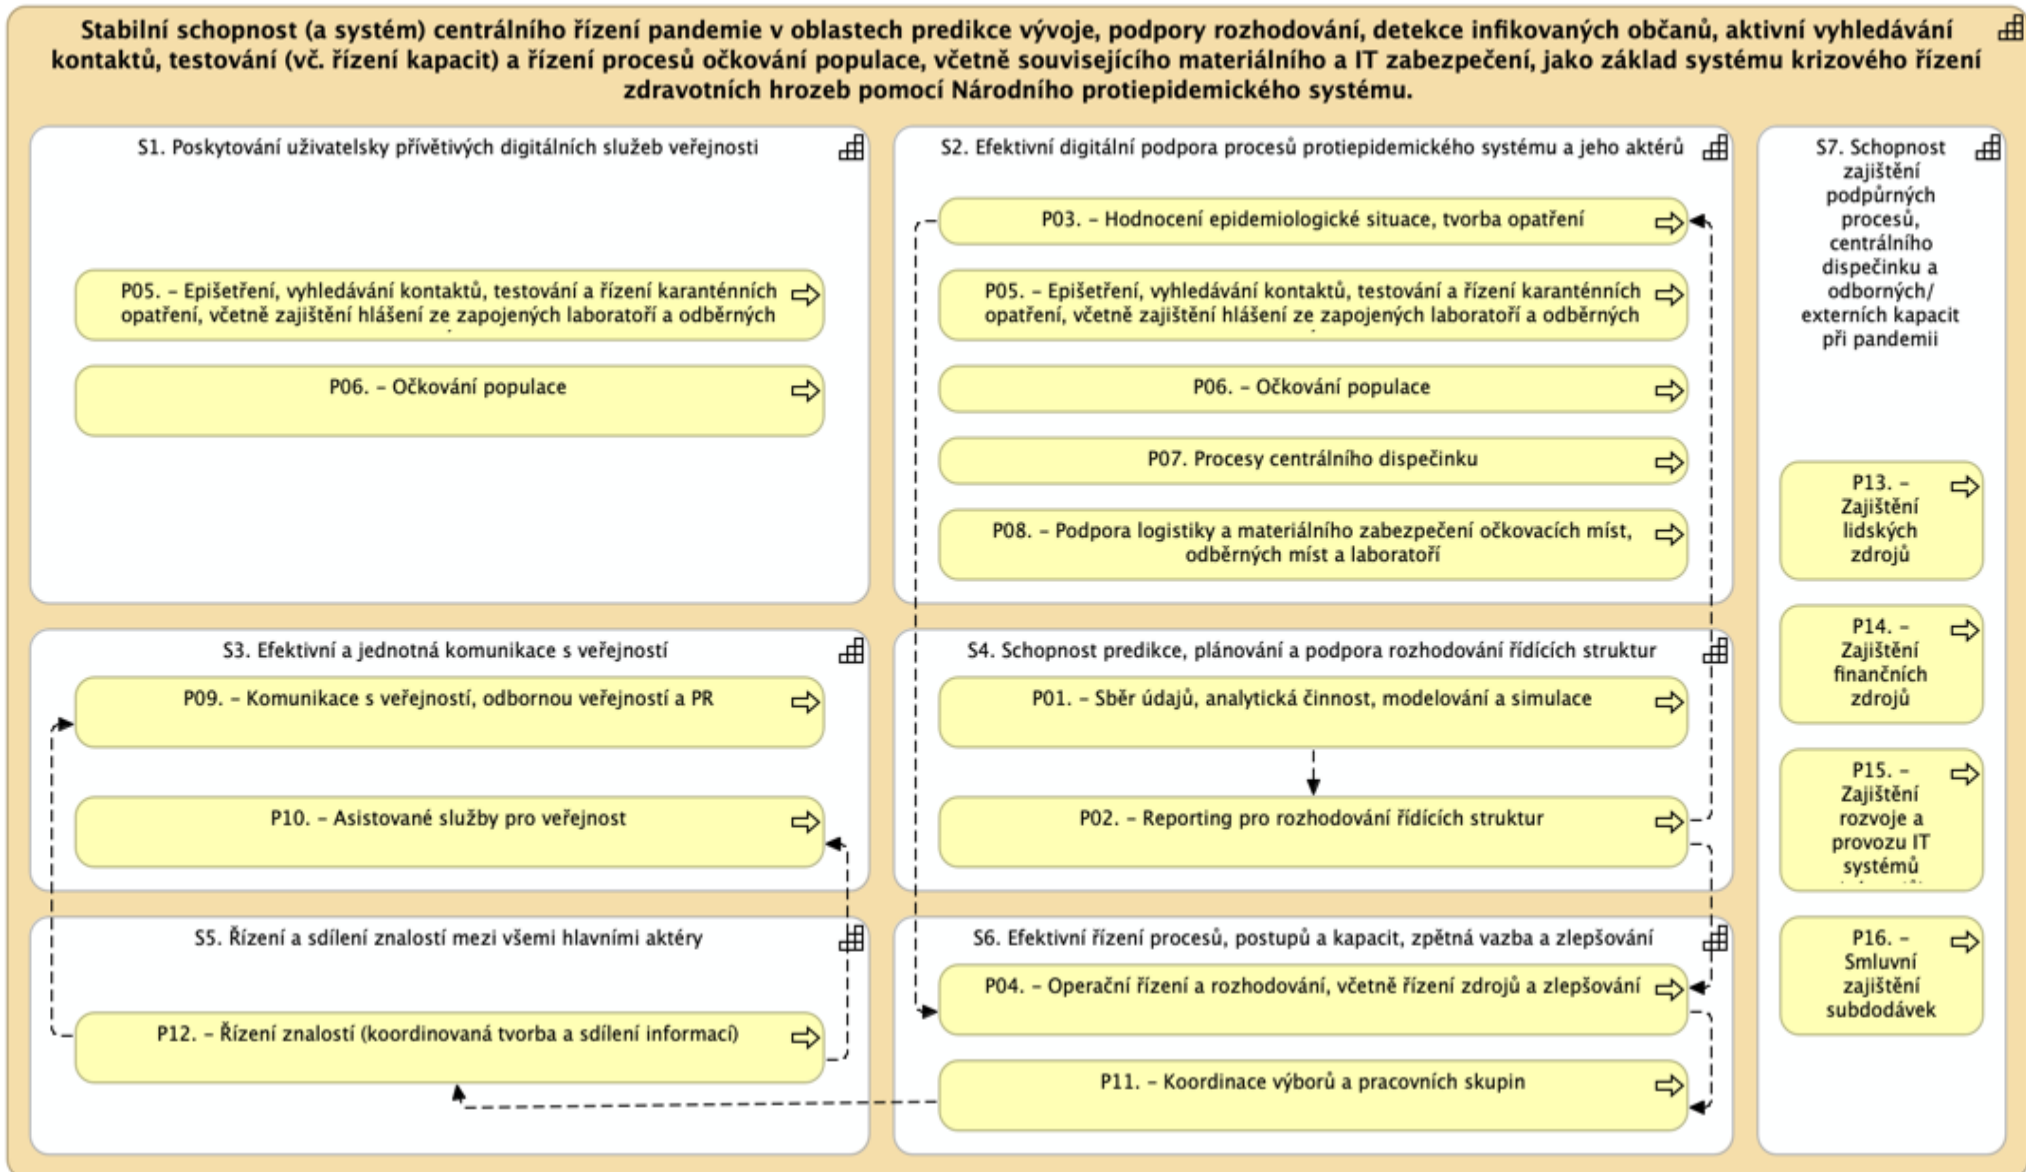 Stabilní schopnost (a systém) centrálního řízení pandemie v oblastech predikce vývoje, podpory rozhodování, detekce infikovaných občanů, aktivní vyhledávání
kontaktů, testování (vč. řízení kapacit) a řízení procesů očkování populace, včetně souvisejícího materiálního a IT zabezpečení, jako základ systému krizového řízení
zdravotních hrozeb pomocí Národního protiepidemického systému.
S1. Poskytování uživatelsky přívětivých digitálních služeb veřejnosti
P05. – Epišetření, vyhledávání kontaktů, testování a řízení karanténních
opatření, včetně zajištění hlášení ze zapojených laboratoří a odběrných
P06. – Očkování populace
S2. Efektivní digitální podpora procesů protiepidemického systému a jeho aktérů
P03. – Hodnocení epidemiologické situace, tvorba opatření
P05. – Epišetření, vyhledávání kontaktů, testování a řízení karanténních
opatření, včetně zajištění hlášení ze zapojených laboratoří a odběrných
P06. – Očkování populace
P07. Procesy centrálního dispečinku
P08. – Podpora logistiky a materiálního zabezpečení očkovacích míst,
odběrných míst a laboratoří
S3. Efektivní a jednotná komunikace s veřejností
P09. – Komunikace s veřejností, odbornou veřejností a PR
P10. – Asistované služby pro veřejnost
S4. Schopnost predikce, plánování a podpora rozhodování řídících struktur
P01. – Sběr údajů, analytická činnost, modelování a simulace
P02. – Reporting pro rozhodování řídících struktur
S5. Řízení a sdílení znalostí mezi všemi hlavními aktéry
P12. – Řízení znalostí (koordinovaná tvorba a sdílení informací)
S6. Efektivní řízení procesů, postupů a kapacit, zpětná vazba a zlepšování
P04. – Operační řízení a rozhodování, včetně řízení zdrojů a zlepšování
P11. – Koordinace výborů a pracovních skupin
S7. Schopnost
zajištění
podpůrných
procesů,
centrálního
dispečinku a
odborných/
externích kapacit
při pandemii
P13. –
Zajištění
lidských
zdrojů
P14. –
Zajištění
finančních
zdrojů
P15. –
Zajištění
rozvoje a
provozu IT
systémů
P16. –
Smluvní
zajištění
subdodávek